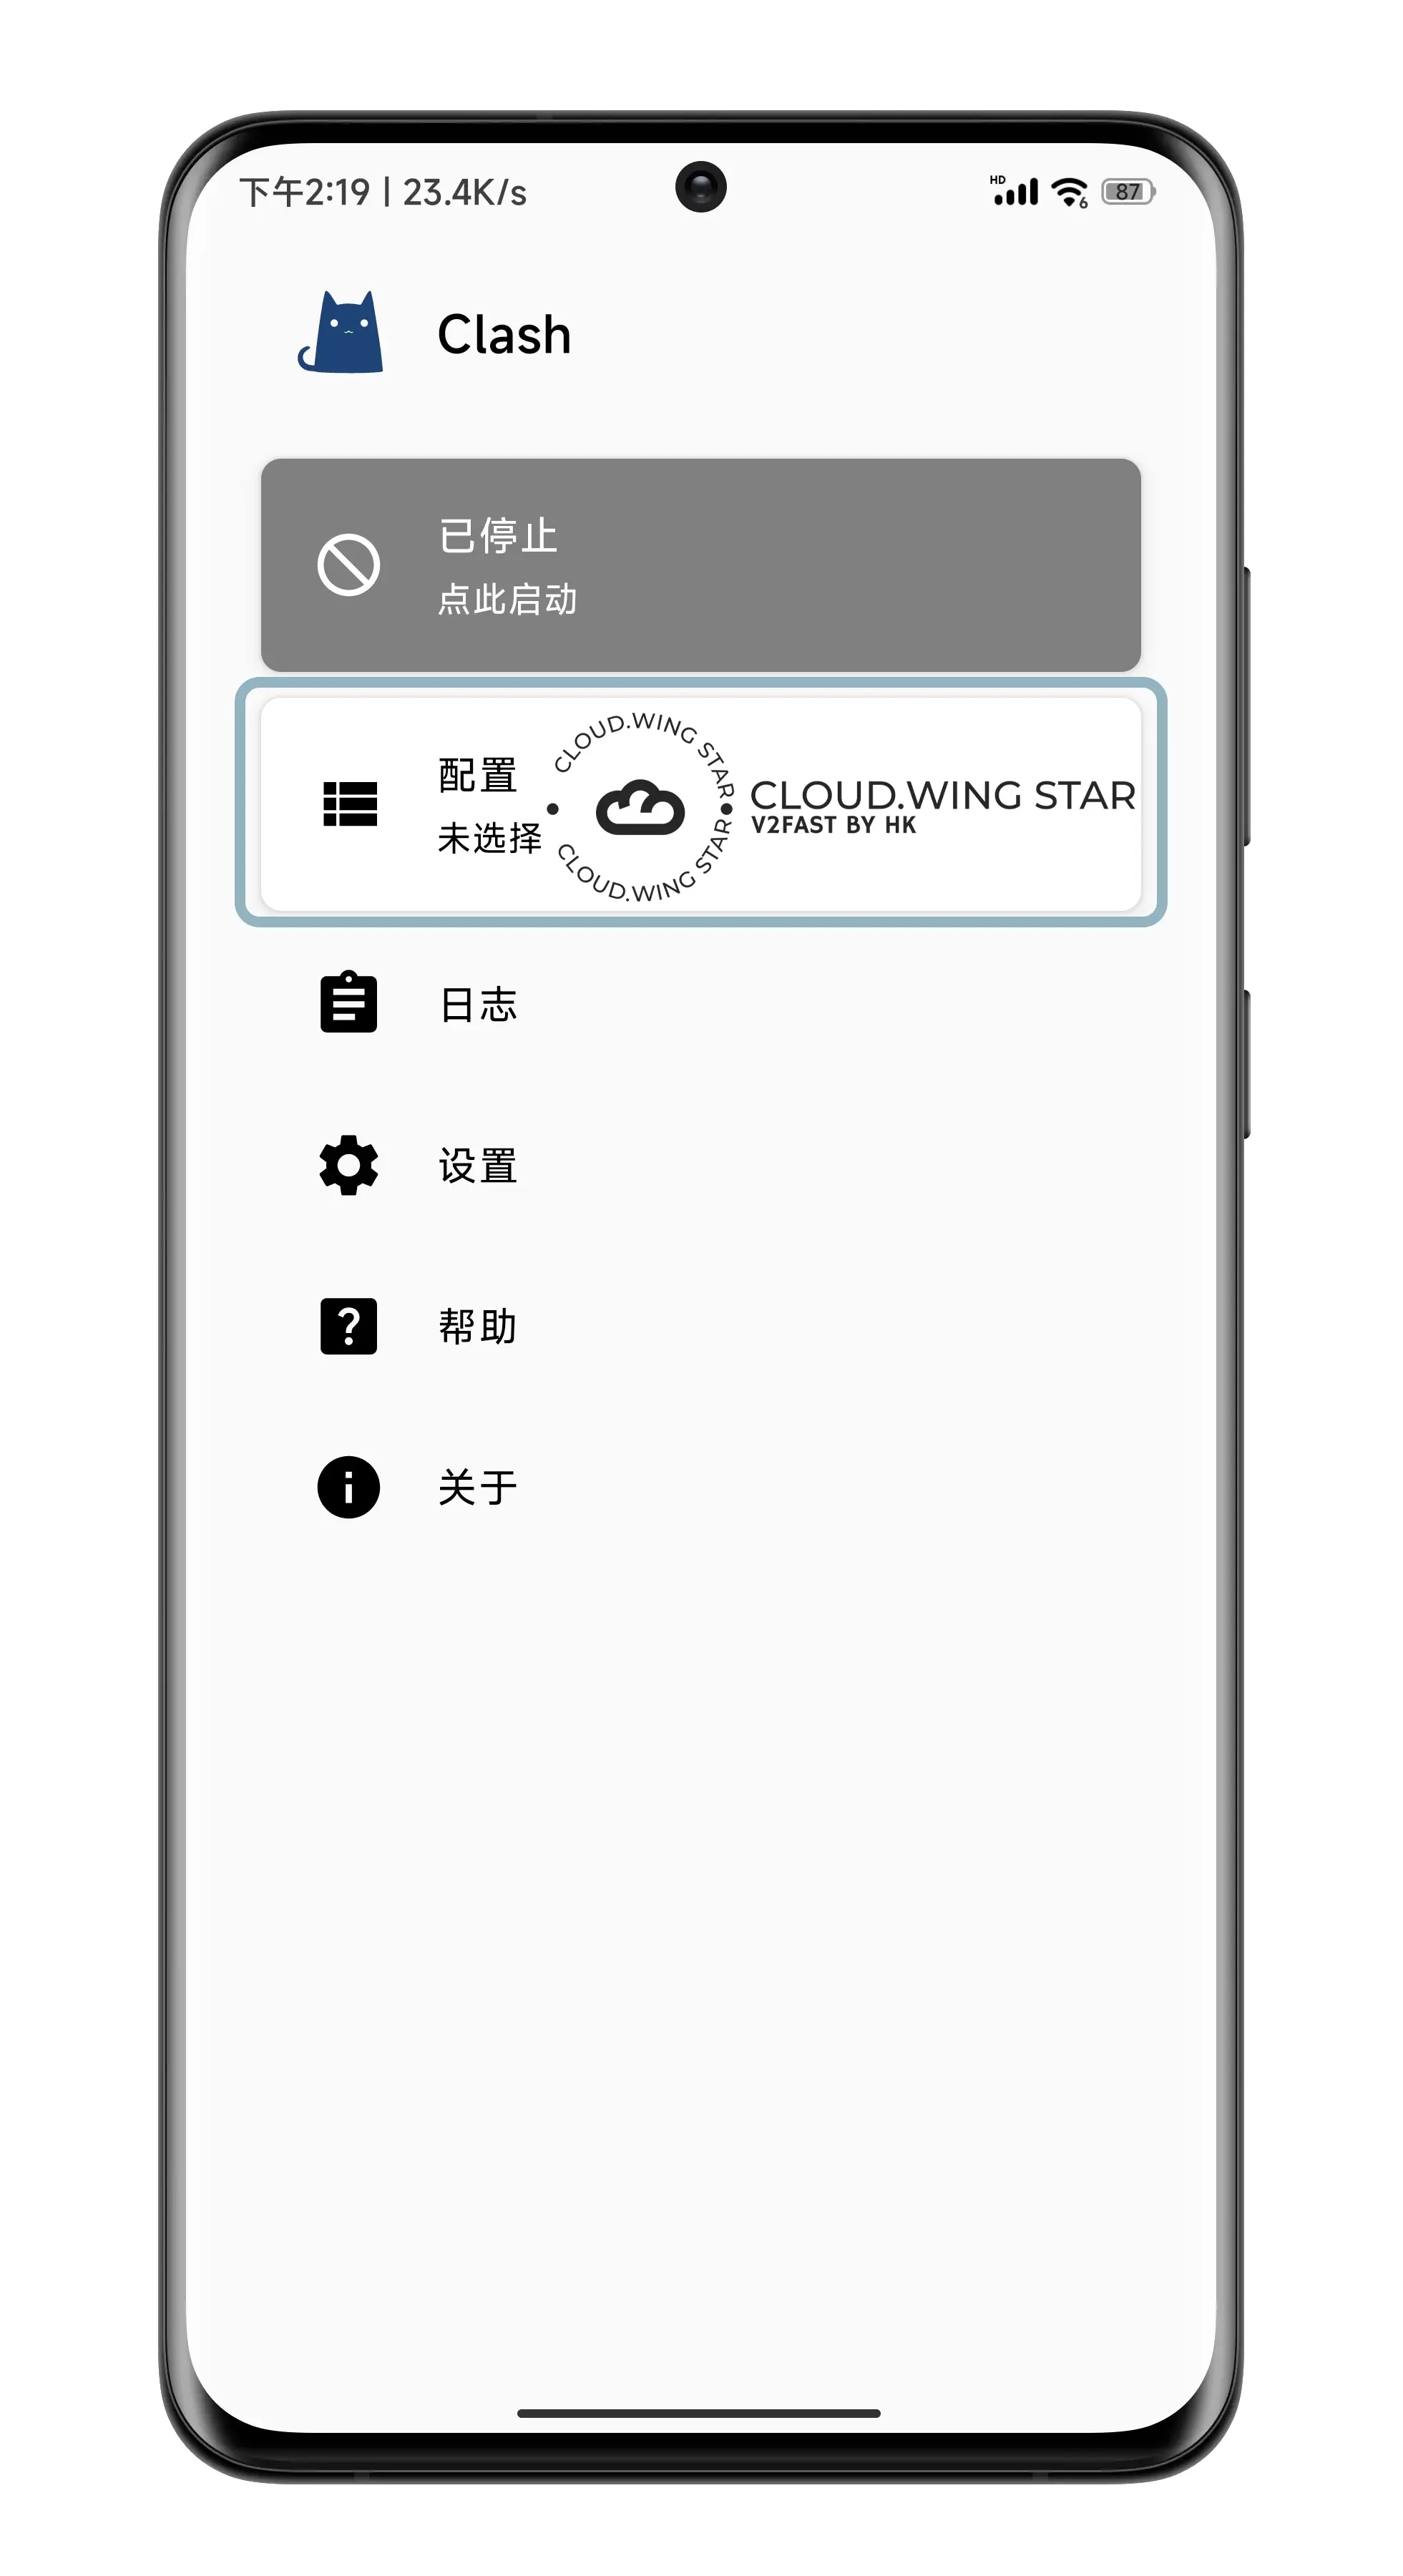 下午2:19 | 23.4K/s
HD
6
87
Clash
已停止
点此启动
配置
未选择
CLOUD.WING STAR
CLOUD.WING STAR
CLOUD.WING STAR
V2FAST BY HK
日志
设置
帮助
关于